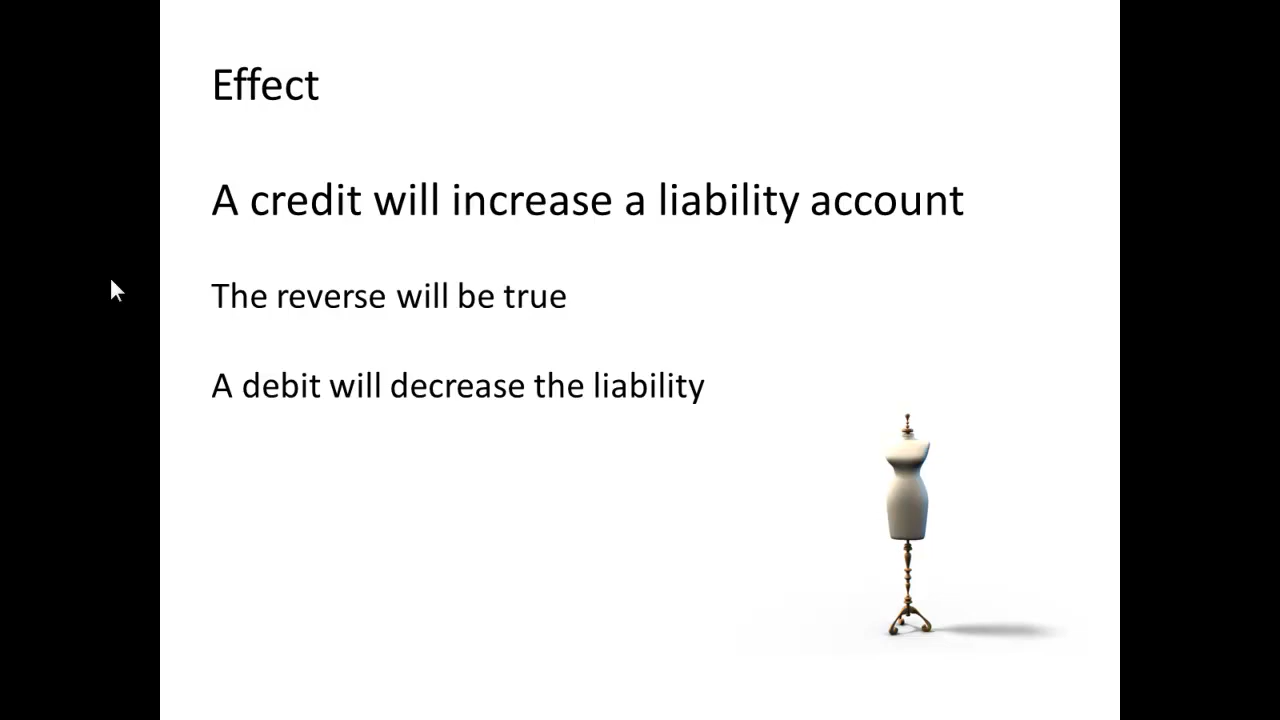 Effect
A credit will increase a liability account
The reverse will be true
A debit will decrease the liability